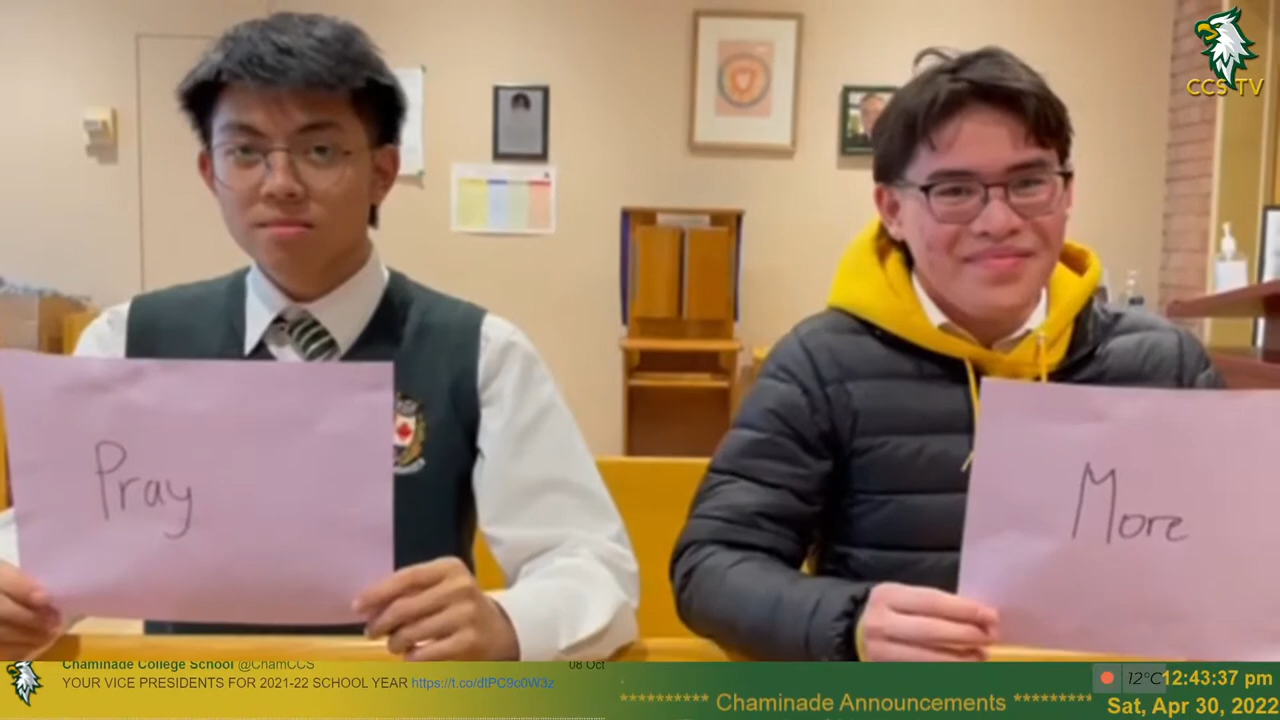 CCS TV
Pray
More
Chaminade College School @ChamCCS 08 Oct
YOUR VICE PRESIDENTS FOR 2021-22 SCHOOL YEAR https://t.co/dtPC9c0W3z
********** Chaminade Announcements *********
12°C 12:43:37 pm
Sat, Apr 30, 2022